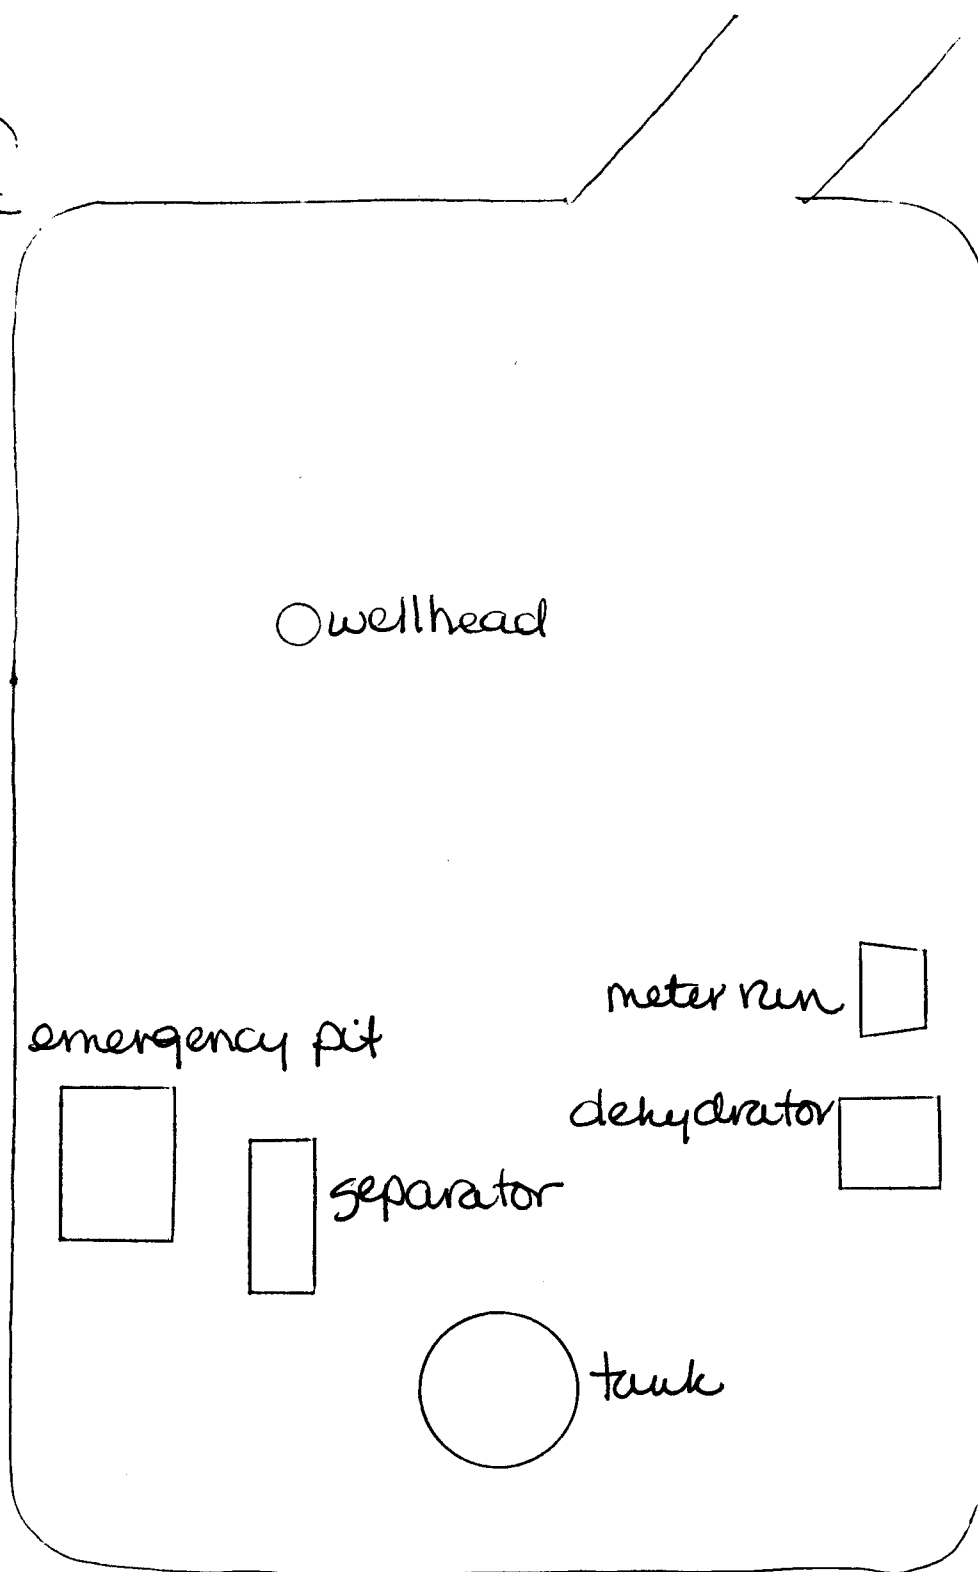 wellhead
meter run
emergency pit
dehydrator
separator
tank